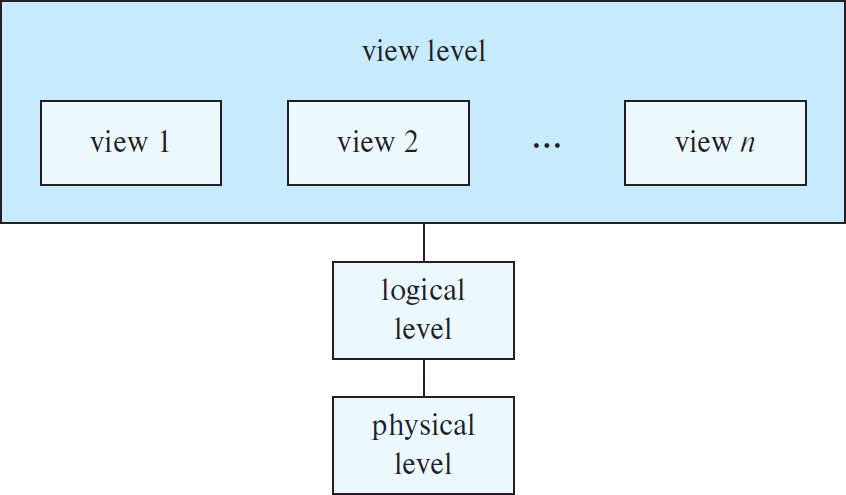 view level
view 1
view 2
...
view n
logical
level
physical
level